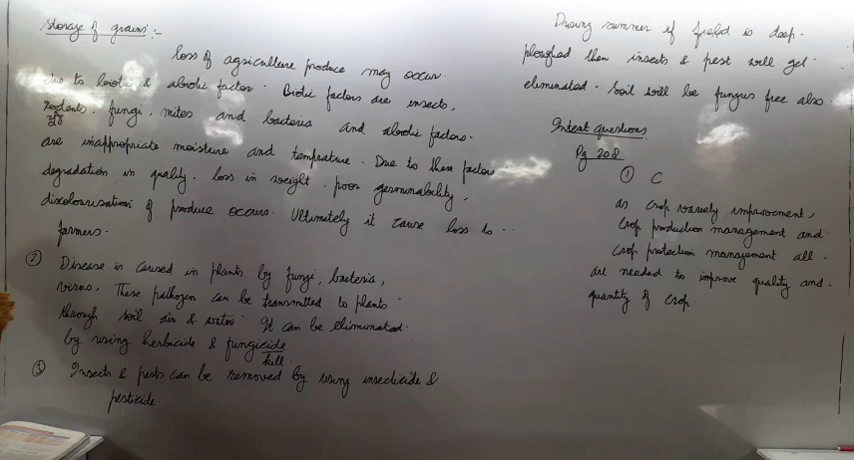 Storage of grains :-
loss of agriculture produce may occur
due to biotic & abiotic factor. Biotic factors are insects,
rodents, fungi, mites and bacteria and abiotic factors.
are inappropriate moisture and temprature. Due to these factors
degradation in quality, loss in weight, poor germinability,
discolourisation of produce occurs. Ultimately it cause loss to
farmers.
② Disease is caused in plants by fungi, bacteria,
virus. These pathogen can be transmitted to plants
through soil air & water. It can be eliminated
by using herbicide & fungicide
kill
③ Insects & pests can be removed by using insecticide &
pesticide.
During summer if field is deep
ploughed then insects & pest will get
eliminated. Soil will be fungus free also.
Intext questions
Pg 208
① C
as crop variety improvement,
crop production management and
crop protection management all
are needed to improve quality and
quantity of crop.